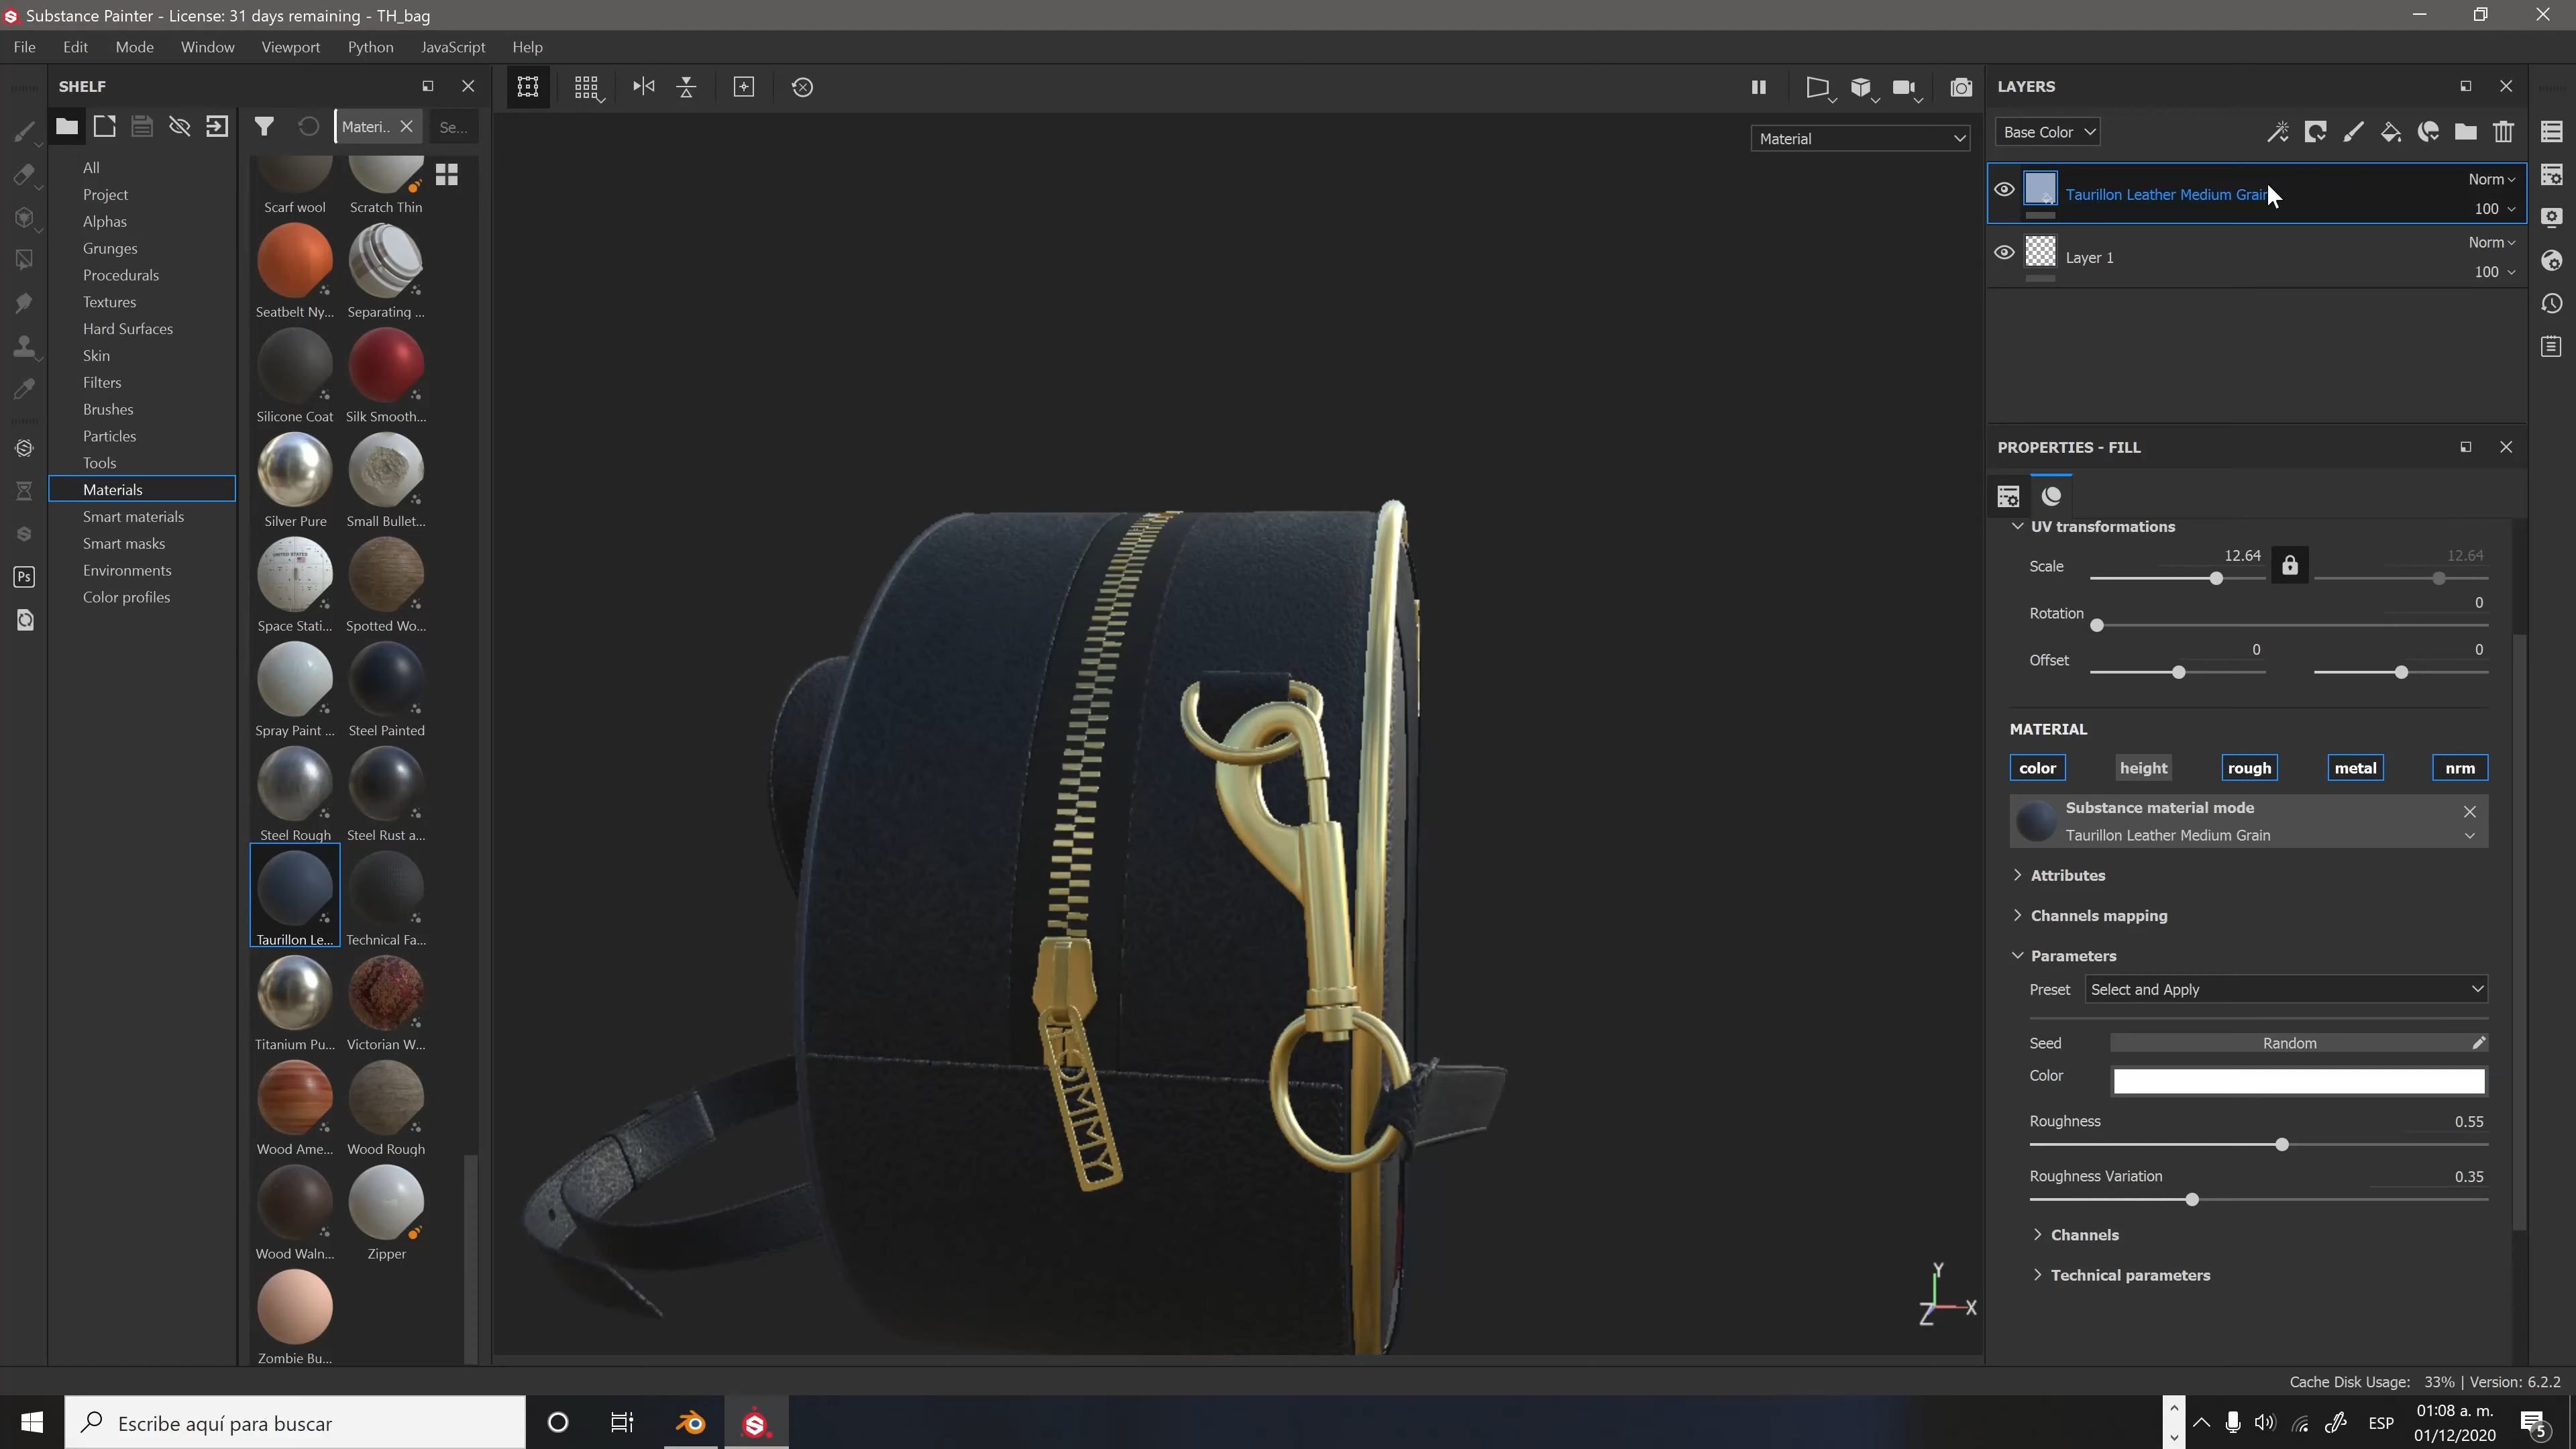 Substance Painter - License: 31 days remaining - TH_bag
File Edit Mode Window Viewport Python JavaScript Help
SHELF
Materi..
Se...
All
Project
Alphas
Grunges
Procedurals
Textures
Hard Surfaces
Skin
Filters
Brushes
Particles
Tools
Materials
Smart materials
Smart masks
Environments
Color profiles
Ps
Scarf wool Scratch Thin
Seatbelt Ny... Separating ...
Silicone Coat Silk Smooth...
Silver Pure Small Bullet...
Space Stati... Spotted Wo...
Spray Paint ... Steel Painted
Steel Rough Steel Rust a...
Taurillon Le... Technical Fa...
Titanium Pu... Victorian W...
Wood Ame... Wood Rough
Wood Waln... Zipper
Zombie Bu...
Material
TOMMY
Y
Z X
LAYERS
Base Color
Taurillon Leather Medium Grain
Norm
100
Layer 1
Norm
100
PROPERTIES - FILL
UV transformations
Scale 12.64 12.64
Rotation 0
Offset 0 0
MATERIAL
color height rough metal nrm
Substance material mode
Taurillon Leather Medium Grain
Attributes
Channels mapping
Parameters
Preset Select and Apply
Seed Random
Color
Roughness 0.55
Roughness Variation 0.35
Channels
Technical parameters
Cache Disk Usage: 33% | Version: 6.2.2
Escribe aquí para buscar
ESP
01:08 a. m.
01/12/2020
5